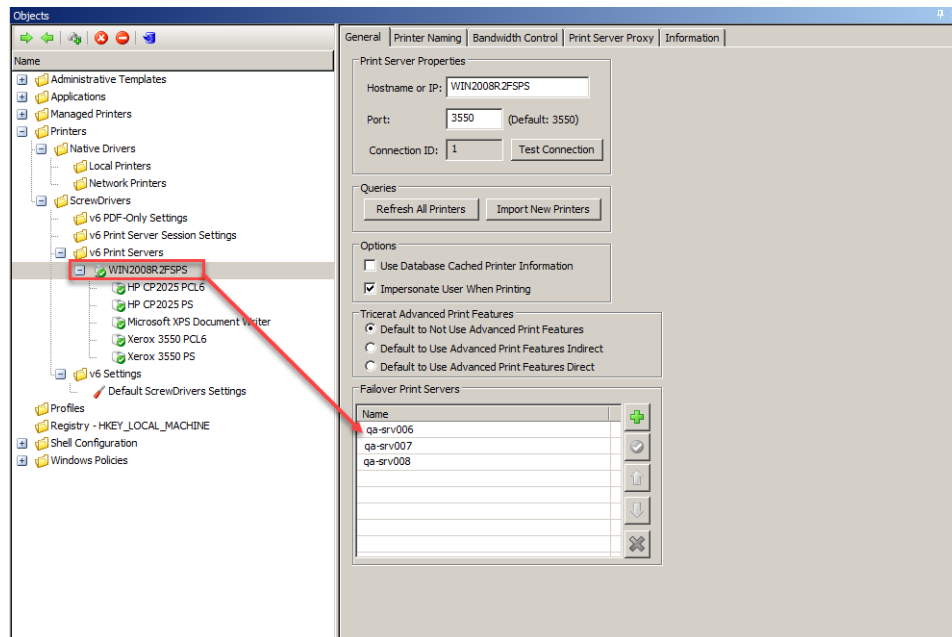 Objects
Name
Administrative Templates
Applications
Managed Printers
Printers
Native Drivers
Local Printers
Network Printers
ScrewDrivers
v6 PDF-Only Settings
v6 Print Server Session Settings
v6 Print Servers
WIN2008R2FSPS
HP CP2025 PCL6
HP CP2025 PS
Microsoft XPS Document Writer
Xerox 3550 PCL6
Xerox 3550 PS
v6 Settings
Default ScrewDrivers Settings
Profiles
Registry - HKEY_LOCAL_MACHINE
Shell Configuration
Windows Policies
General Printer Naming Bandwidth Control Print Server Proxy Information
Print Server Properties
Hostname or IP: WIN2008R2FSPS
Port: 3550 (Default: 3550)
Connection ID: 1 Test Connection
Queries
Refresh All Printers Import New Printers
Options
Use Database Cached Printer Information
Impersonate User When Printing
Tricerat Advanced Print Features
Default to Not Use Advanced Print Features
Default to Use Advanced Print Features Indirect
Default to Use Advanced Print Features Direct
Failover Print Servers
Name
qa-srv006
qa-srv007
qa-srv008